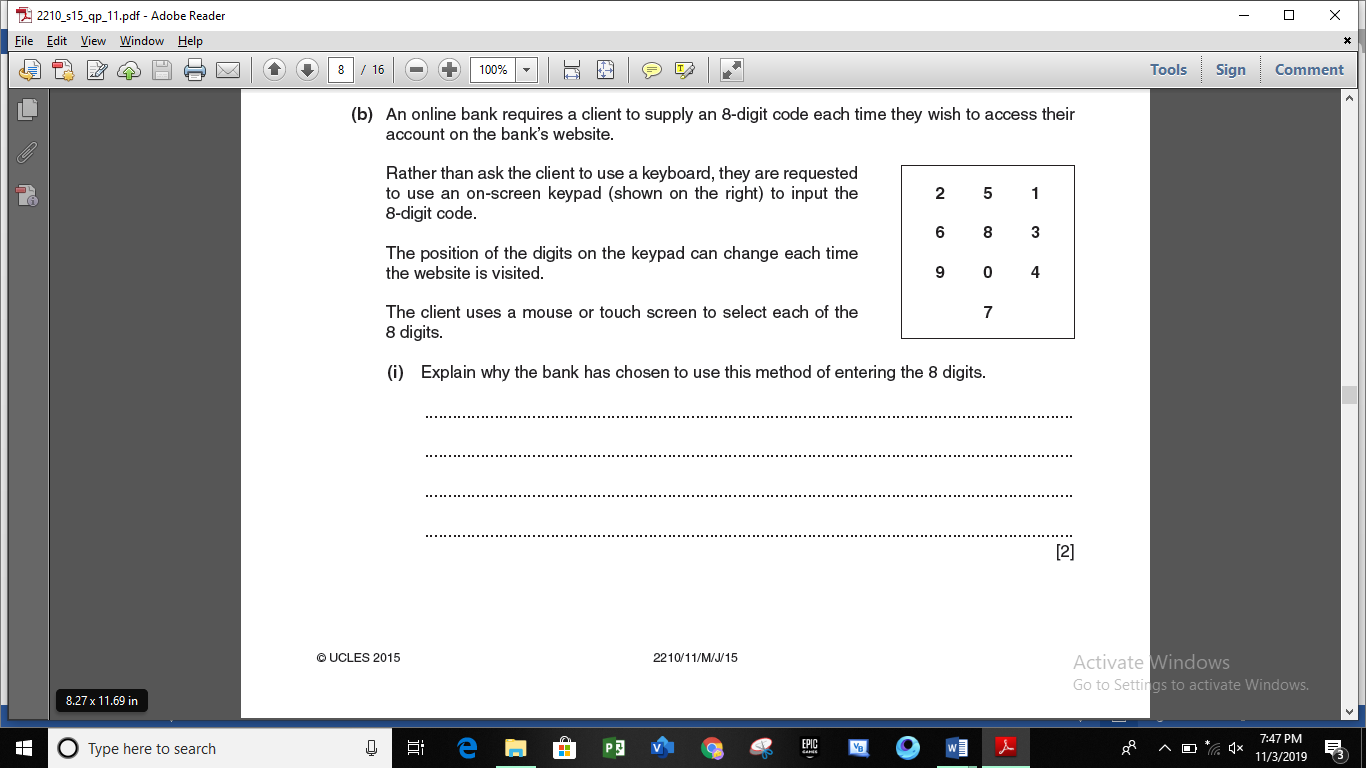 2210_s15_qp_11.pdf - Adobe Reader
File Edit View Window Help
8 / 16 100% Tools Sign Comment
(b) An online bank requires a client to supply an 8-digit code each time they wish to access their
account on the bank's website.
Rather than ask the client to use a keyboard, they are requested
to use an on-screen keypad (shown on the right) to input the
8-digit code.
The position of the digits on the keypad can change each time
the website is visited.
The client uses a mouse or touch screen to select each of the
8 digits.
2 5 1
6 8 3
9 0 4
7
(i) Explain why the bank has chosen to use this method of entering the 8 digits.
[2]
© UCLES 2015 2210/11/M/J/15
Activate Windows
Go to Settings to activate Windows.
8.27 x 11.69 in
Type here to search
7:47 PM
11/3/2019
3